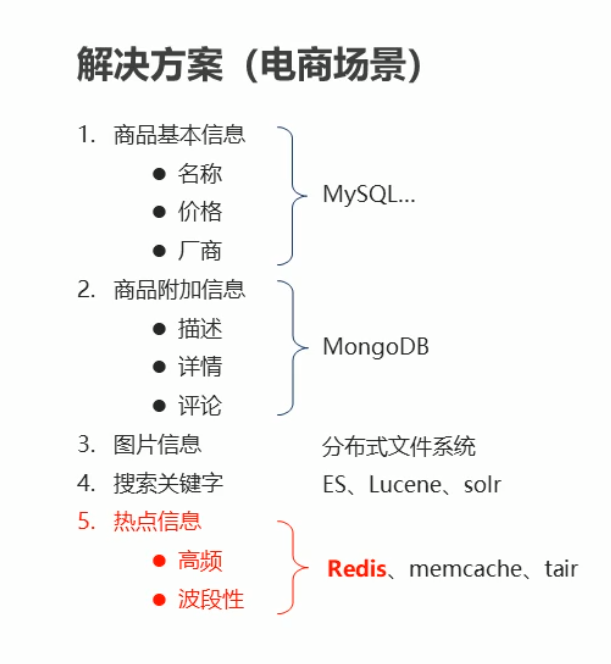 解决方案（电商场景）
1. 商品基本信息
● 名称
● 价格
● 厂商
MySQL...
2. 商品附加信息
● 描述
● 详情
● 评论
MongoDB
3. 图片信息 分布式文件系统
4. 搜索关键字 ES、Lucene、solr
5. 热点信息
● 高频
● 波段性
Redis、memcache、tair